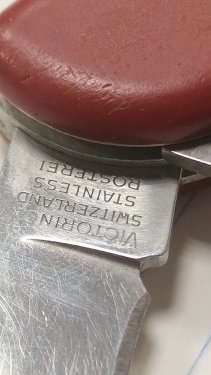 VICTORINO
SWITZERLAND
STAINLESS
ROSTFREI